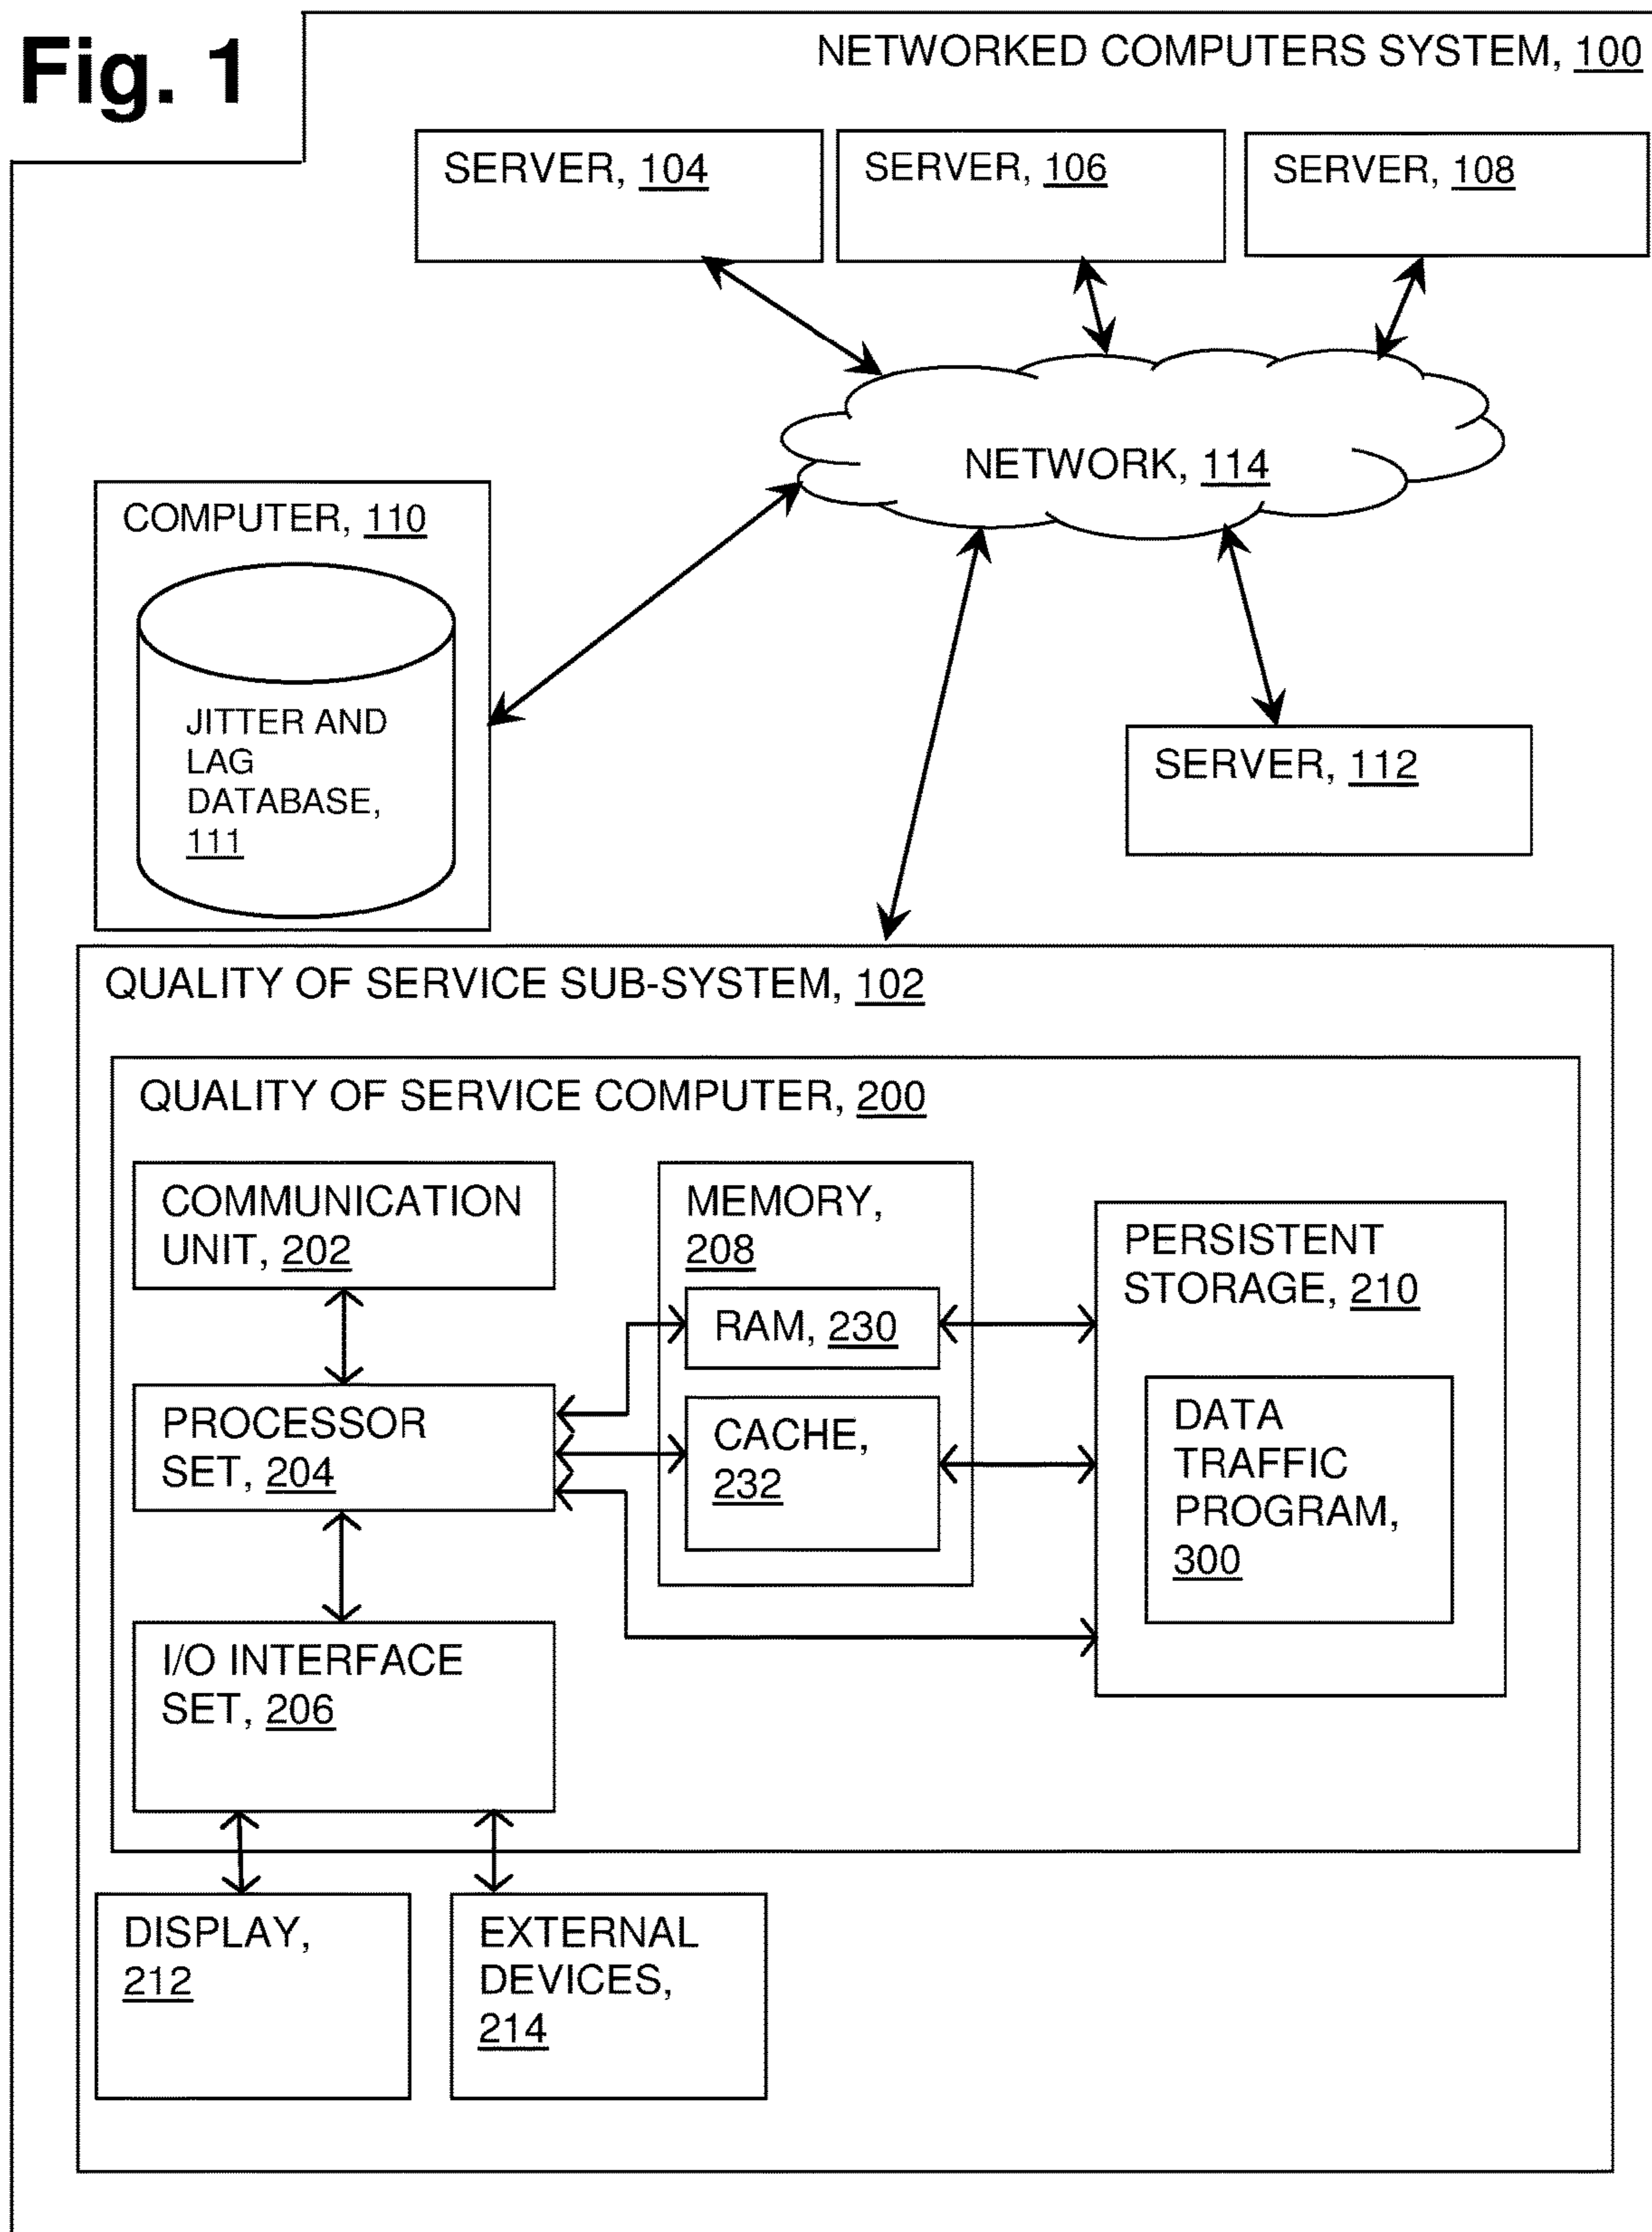 Fig. 1
NETWORKED COMPUTERS SYSTEM, 100
SERVER, 104
SERVER, 106
SERVER, 108
NETWORK, 114
COMPUTER, 110
JITTER AND
LAG
DATABASE,
111
SERVER, 112
QUALITY OF SERVICE SUB-SYSTEM, 102
QUALITY OF SERVICE COMPUTER, 200
COMMUNICATION
UNIT, 202
MEMORY,
208
PERSISTENT
STORAGE, 210
RAM, 230
PROCESSOR
SET, 204
CACHE,
232
DATA
TRAFFIC
PROGRAM,
300
I/O INTERFACE
SET, 206
DISPLAY,
212
EXTERNAL
DEVICES,
214